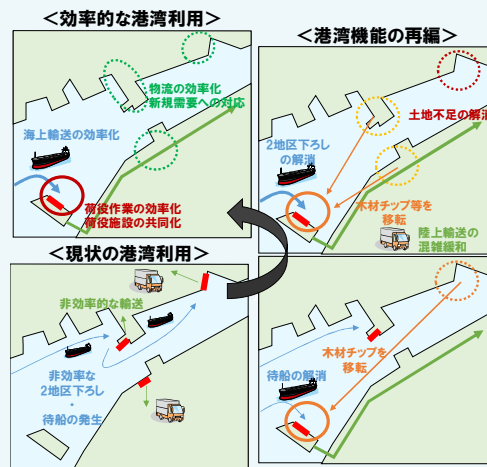 ＜効率的な港湾利用＞
物流の効率化
新規需要への対応
海上輸送の効率化
荷役作業の効率化
荷役施設の共同化
＜港湾機能の再編＞
土地不足の解消
2地区下ろし
の解消
木材チップ等を
移転
陸上輸送の
混雑緩和
＜現状の港湾利用＞
非効率的な輸送
非効率な
2地区下ろし
・
待船の発生
木材チップを
移転
待船の解消